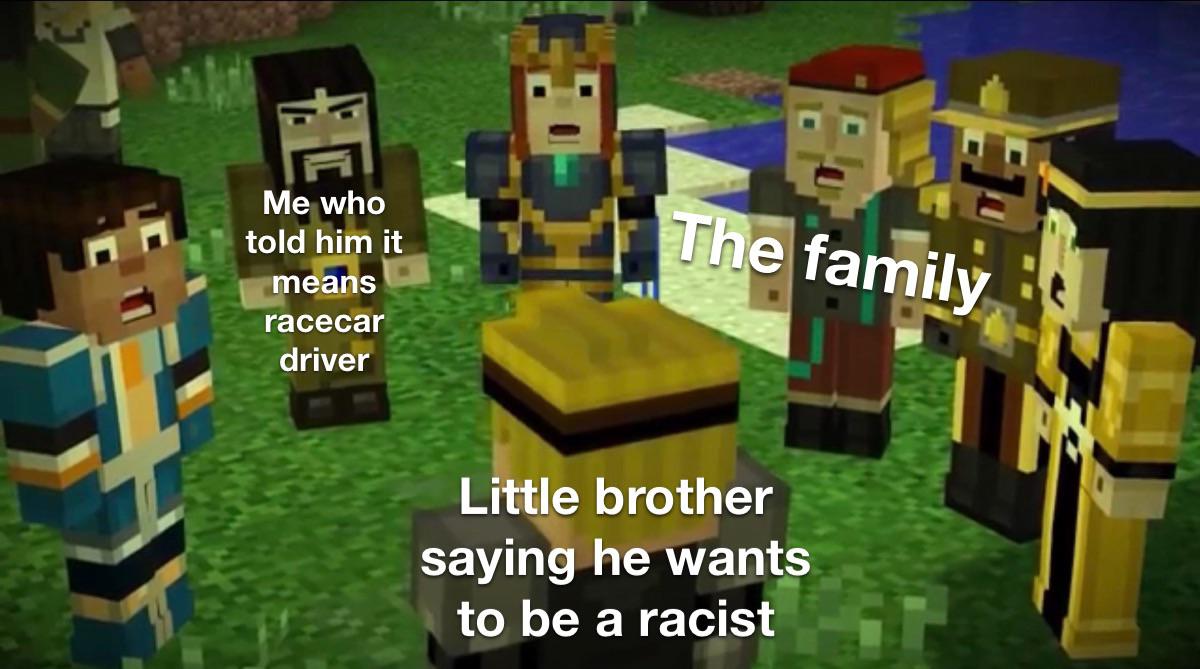 Me who
told him it
means
racecar
driver
The family
Little brother
saying he wants
to be a racist